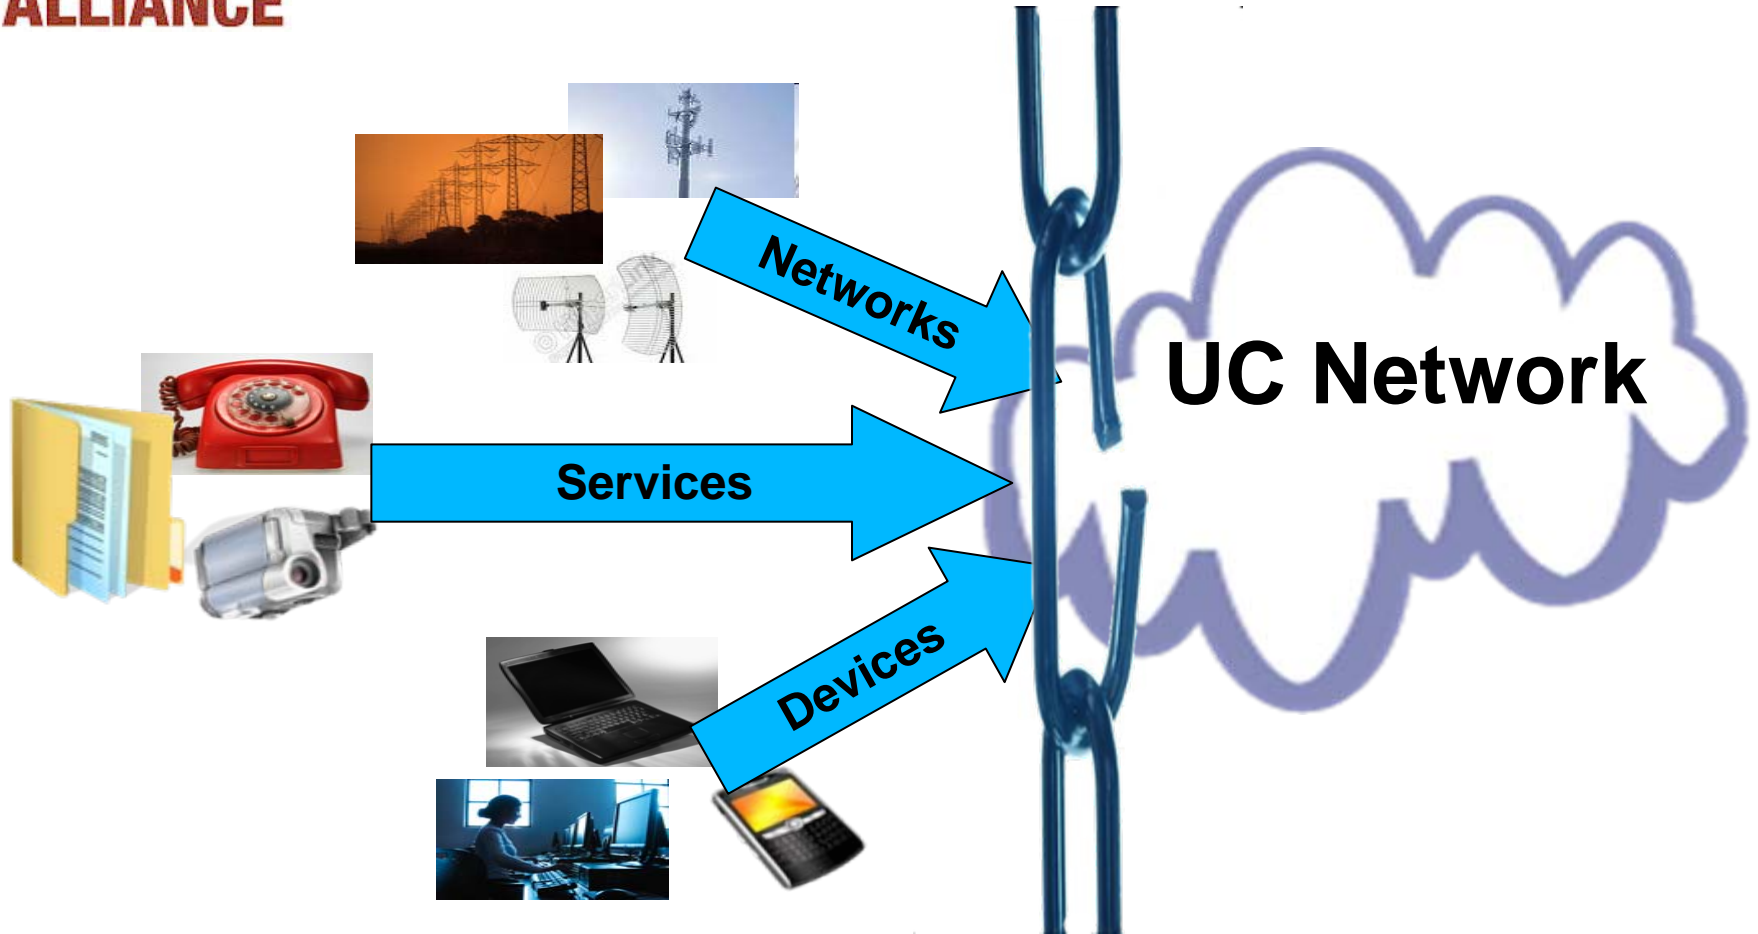 ALLIANCE
Networks
UC Network
Services
Devices